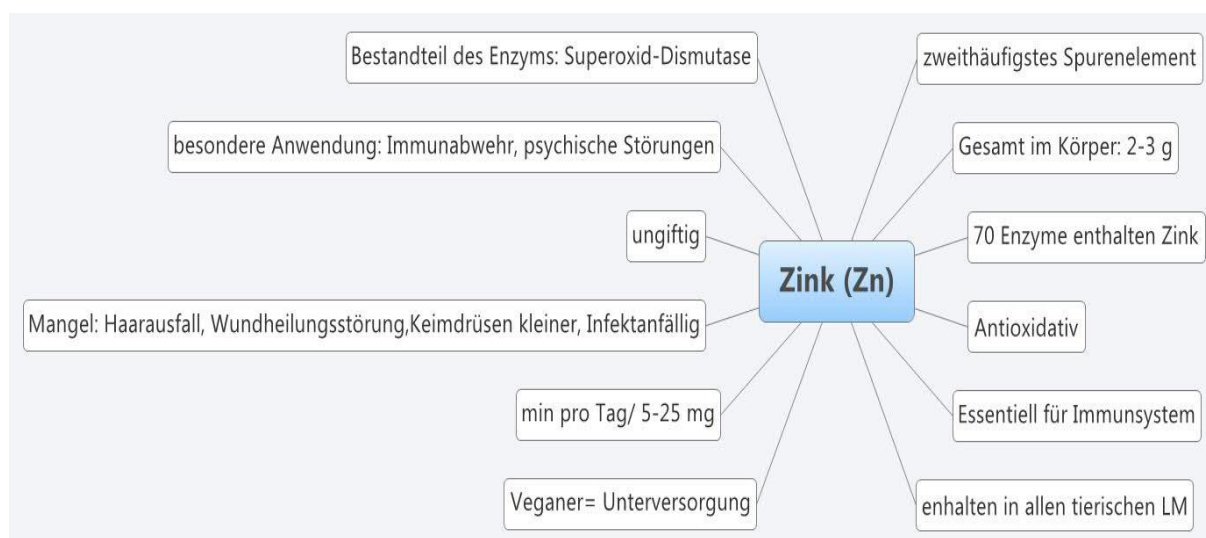 Bestandteil des Enzyms: Superoxid-Dismutase
besondere Anwendung: Immunabwehr, psychische Störungen
ungiftig
Mangel: Haarausfall, Wundheilungsstörung,Keimdrüsen kleiner, Infektanfällig
min pro Tag/ 5-25 mg
Veganer= Unterversorgung
Zink (Zn)
zweithäufigstes Spurenelement
Gesamt im Körper: 2-3 g
70 Enzyme enthalten Zink
Antioxidativ
Essentiell für Immunsystem
enhalten in allen tierischen LM